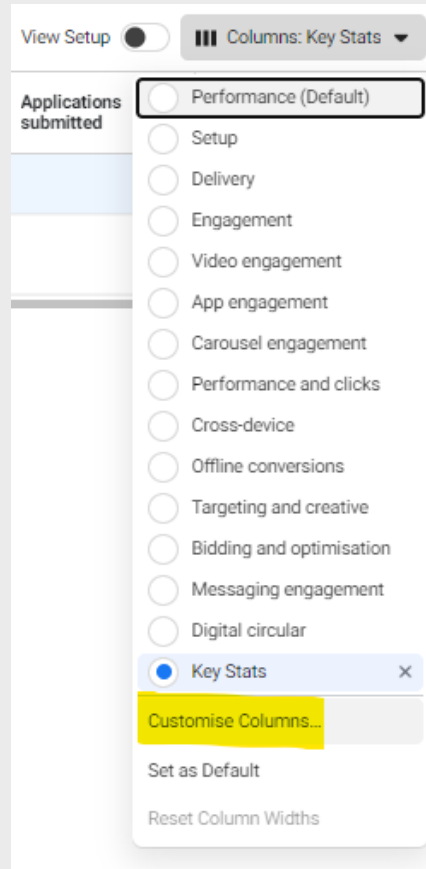 View Setup
Columns: Key Stats
Applications
submitted
Performance (Default)
Setup
Delivery
Engagement
Video engagement
App engagement
Carousel engagement
Performance and clicks
Cross-device
Offline conversions
Targeting and creative
Bidding and optimisation
Messaging engagement
Digital circular
Key Stats
Customise Columns...
Set as Default
Reset Column Widths